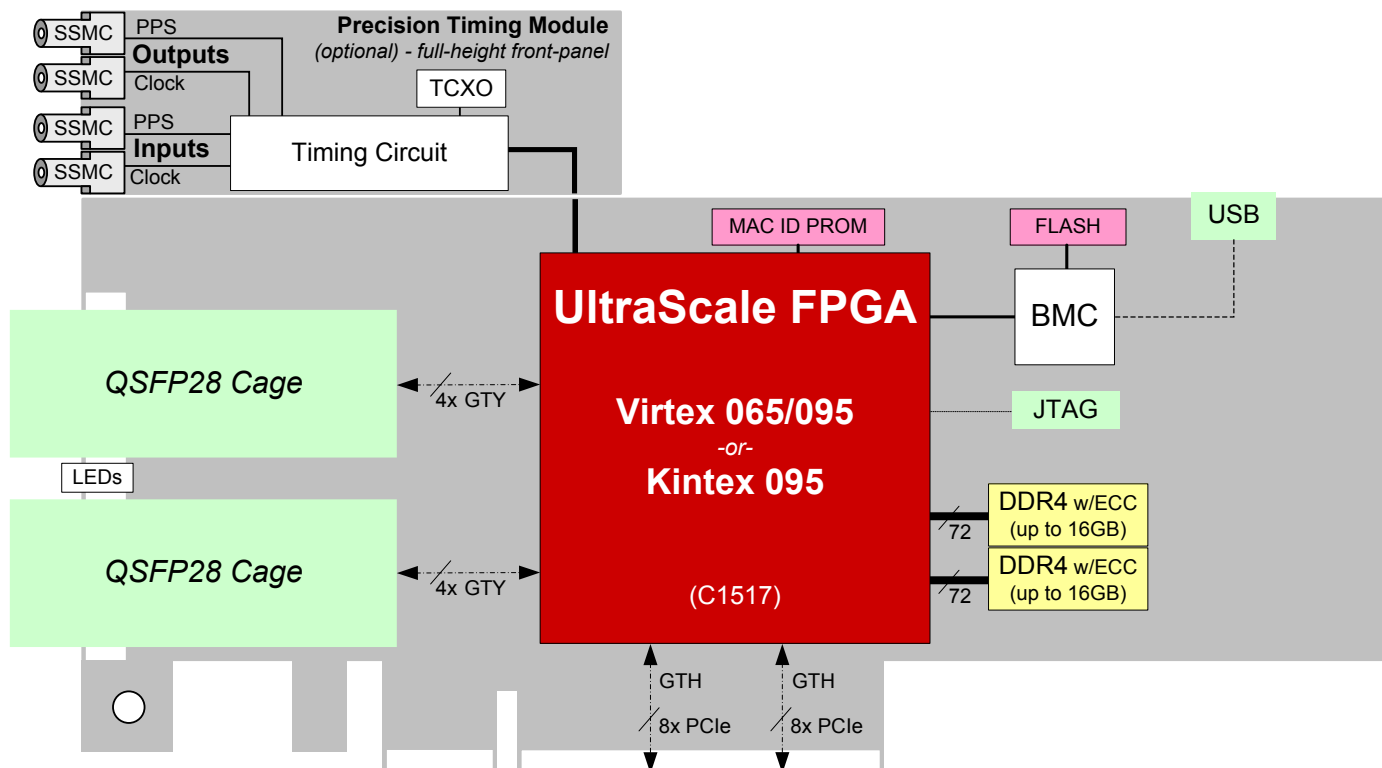 SSMC
PPS
Outputs
SSMC
Clock
SSMC
PPS
Inputs
SSMC
Clock
Precision Timing Module
(optional) - full-height front-panel
TCXO
Timing Circuit
MAC ID PROM
FLASH
USB
UltraScale FPGA
BMC
QSFP28 Cage
4x GTY
Virtex 065/095
-or-
Kintex 095
JTAG
LEDs
DDR4 w/ECC
(up to 16GB)
72
QSFP28 Cage
4x GTY
DDR4 w/ECC
(up to 16GB)
72
(C1517)
GTH
8x PCIe
GTH
8x PCIe